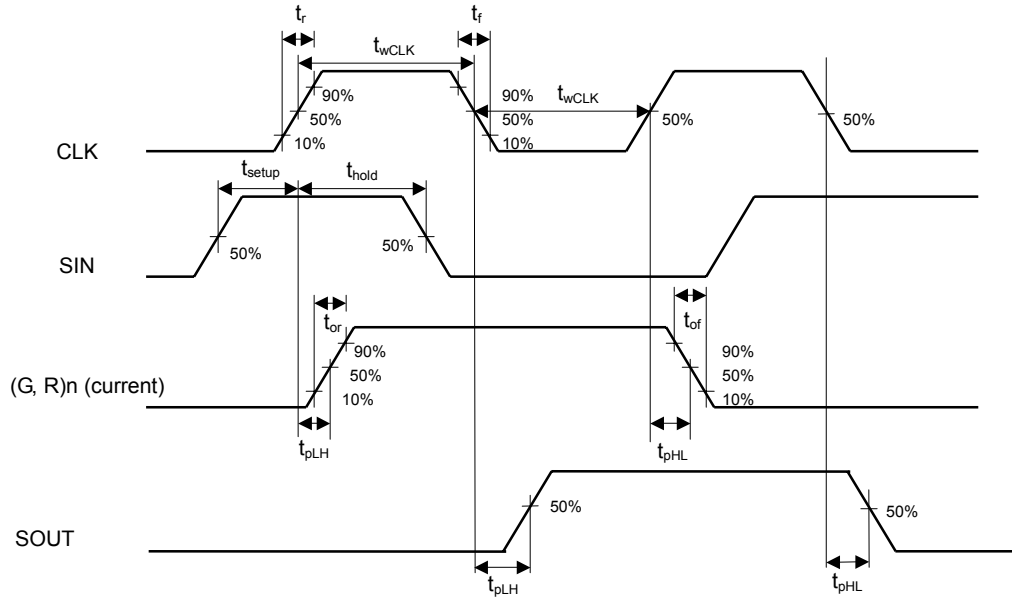 tr
tf
twCLK
90%
50%
10%
90%
50%
10%
twCLK
50%
50%
CLK
tsetup
thold
50%
50%
SIN
tor
tof
90%
50%
10%
90%
50%
10%
(G, R)n (current)
tpLH
tpHL
50%
50%
SOUT
tpLH
tpHL